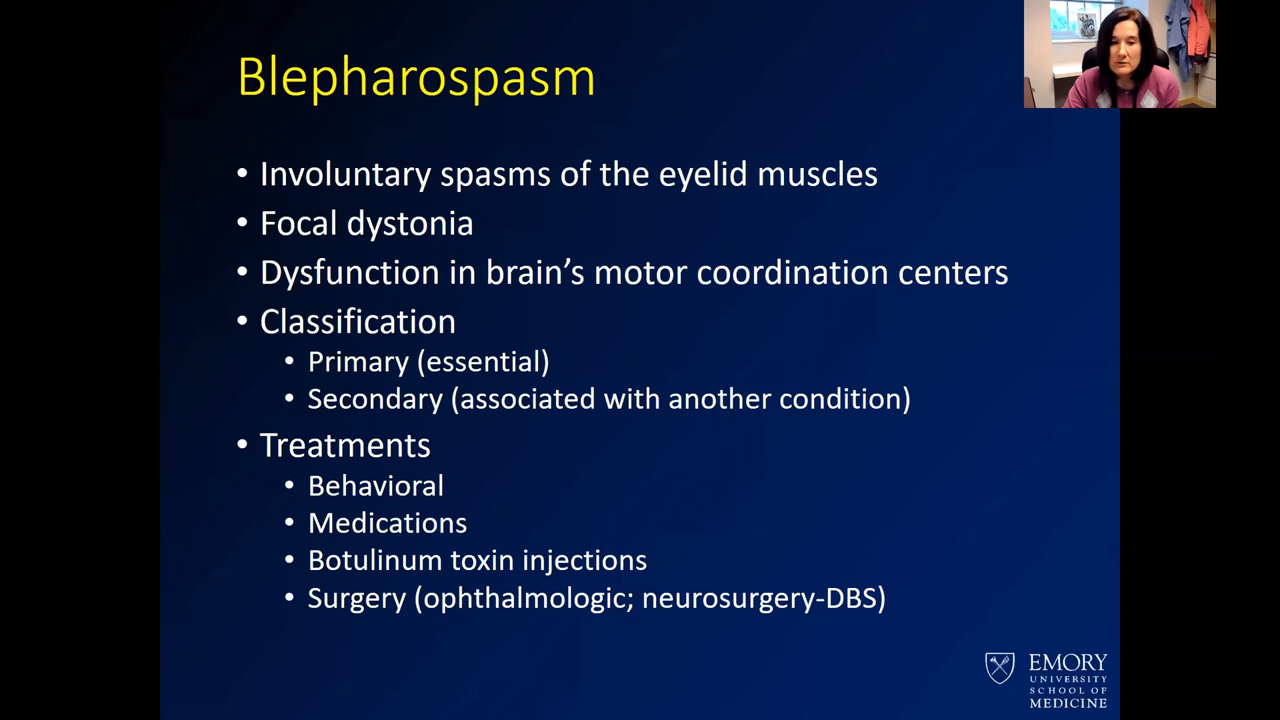 Blepharospasm
• Involuntary spasms of the eyelid muscles
• Focal dystonia
• Dysfunction in brain’s motor coordination centers
• Classification
• Primary (essential)
• Secondary (associated with another condition)
• Treatments
• Behavioral
• Medications
• Botulinum toxin injections
• Surgery (ophthalmologic; neurosurgery-DBS)
EMORY
UNIVERSITY
SCHOOL OF
MEDICINE